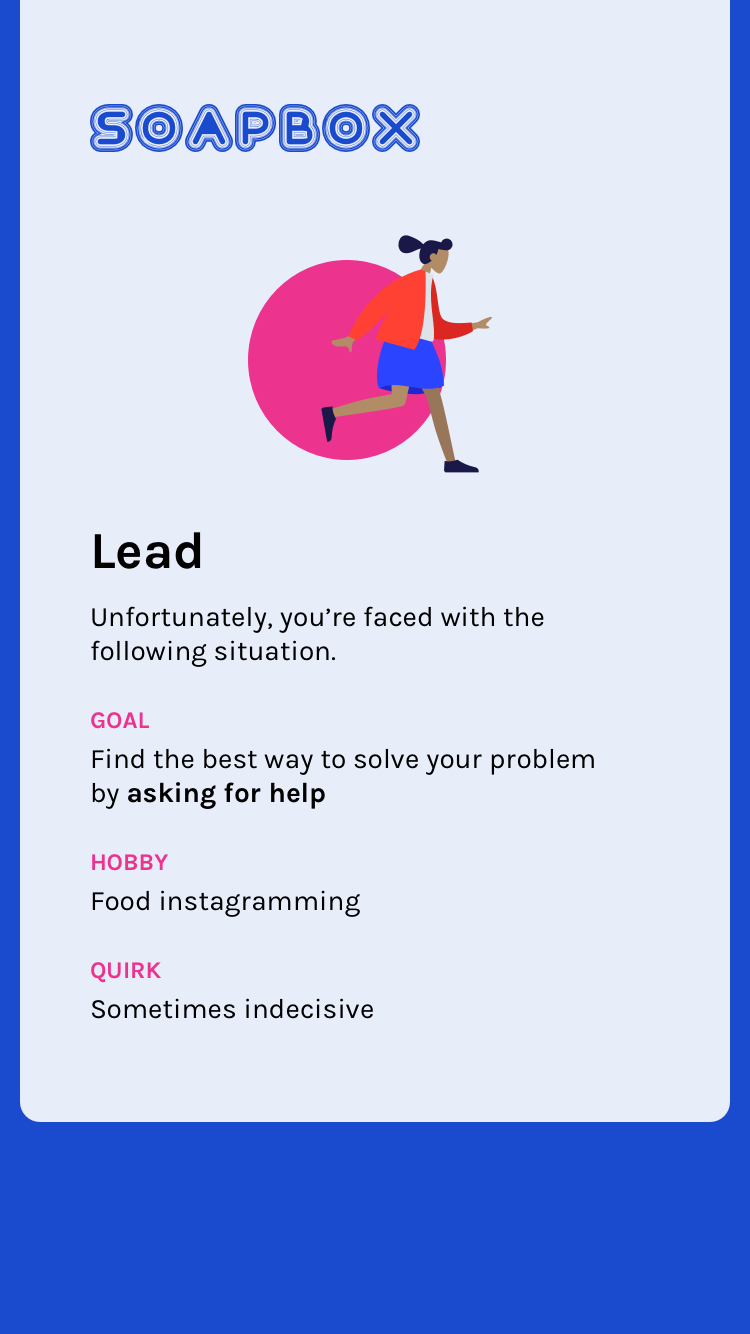 SOAPBOX
Lead
Unfortunately, you’re faced with the
following situation.
GOAL
Find the best way to solve your problem
by asking for help
HOBBY
Food instagramming
QUIRK
Sometimes indecisive